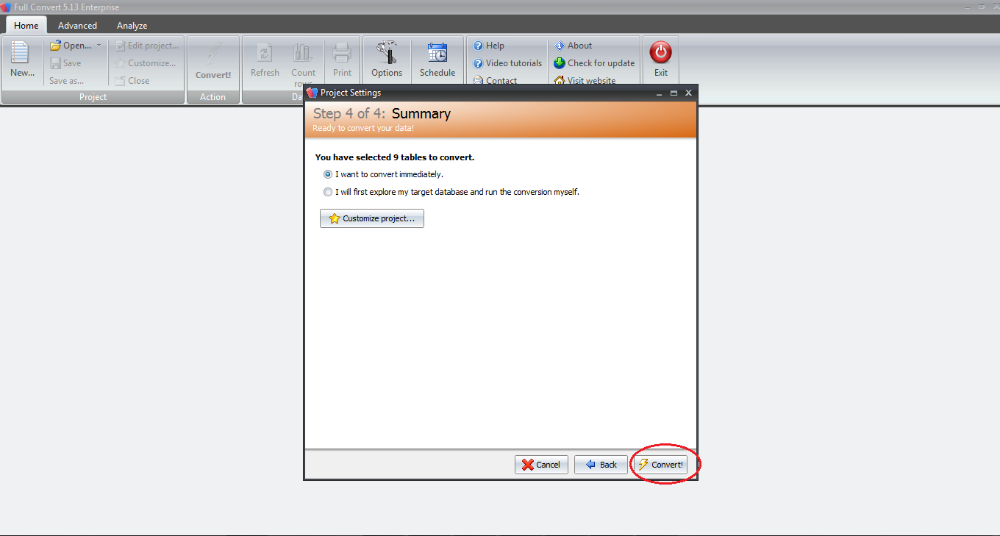 Full Convert 5.13 Enterprise
Home Advanced Analyze
New...
Open...
Save
Save as...
Edit project...
Customize...
Close
Project
Convert!
Action
Refresh
Count
rows
Print
Options
Schedule
Help
Video tutorials
Contact
About
Check for update
Visit website
Exit
Project Settings
Step 4 of 4: Summary
Ready to convert your data!
You have selected 9 tables to convert.
I want to convert immediately.
I will first explore my target database and run the conversion myself.
Customize project...
Cancel Back Convert!